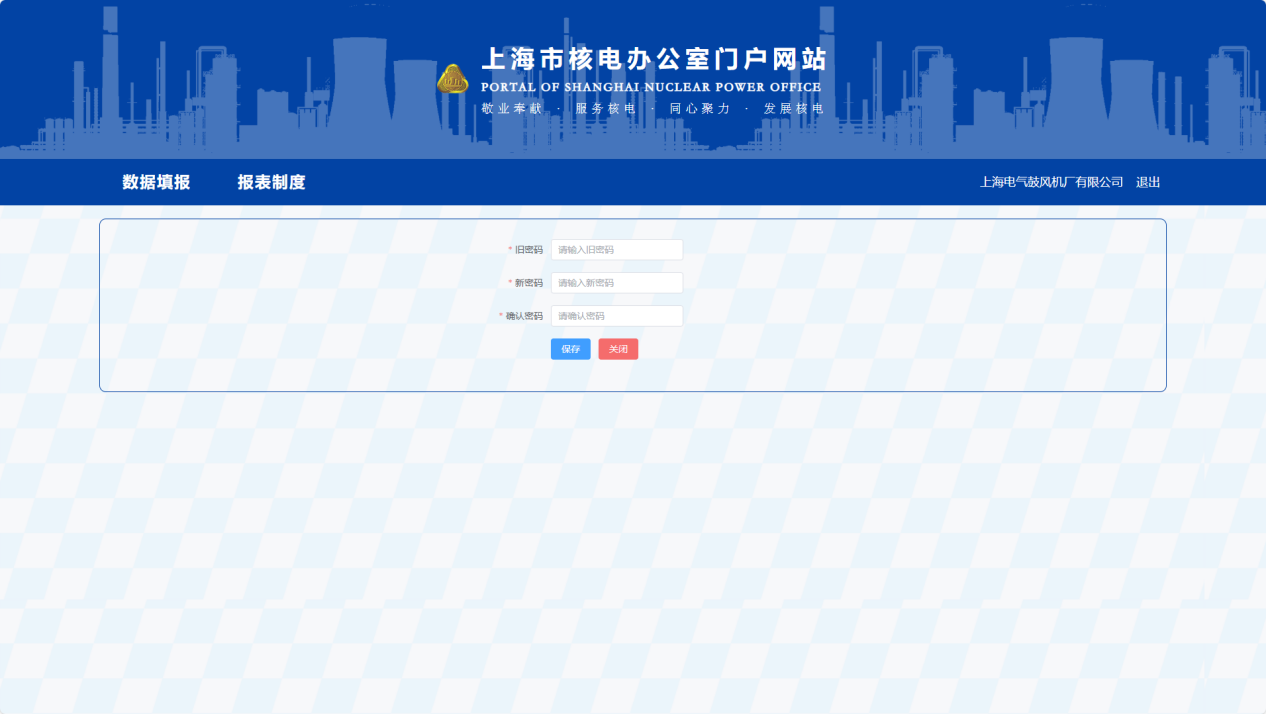 上海市核电办公室门户网站
PORTAL OF SHANGHAI NUCLEAR POWER OFFICE
敬业奉献 · 服务核电 · 同心聚力 · 发展核电
数据填报 报表制度 上海电气鼓风机厂有限公司 退出
* 旧密码 请输入旧密码
* 新密码 请输入新密码
* 确认密码 请确认密码
保存 关闭